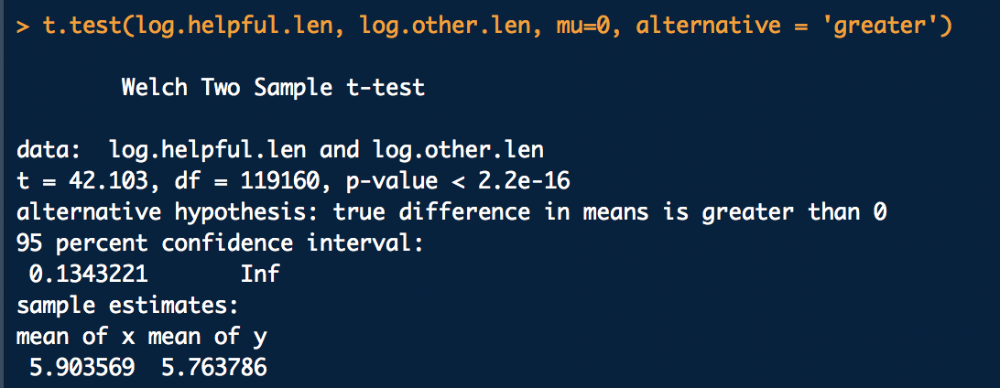 > t.test(log.helpful.len, log.other.len, mu=0, alternative = 'greater')
Welch Two Sample t-test
data:  log.helpful.len and log.other.len
t = 42.103, df = 119160, p-value < 2.2e-16
alternative hypothesis: true difference in means is greater than 0
95 percent confidence interval:
 0.1343221       Inf
sample estimates:
mean of x mean of y
 5.903569  5.763786